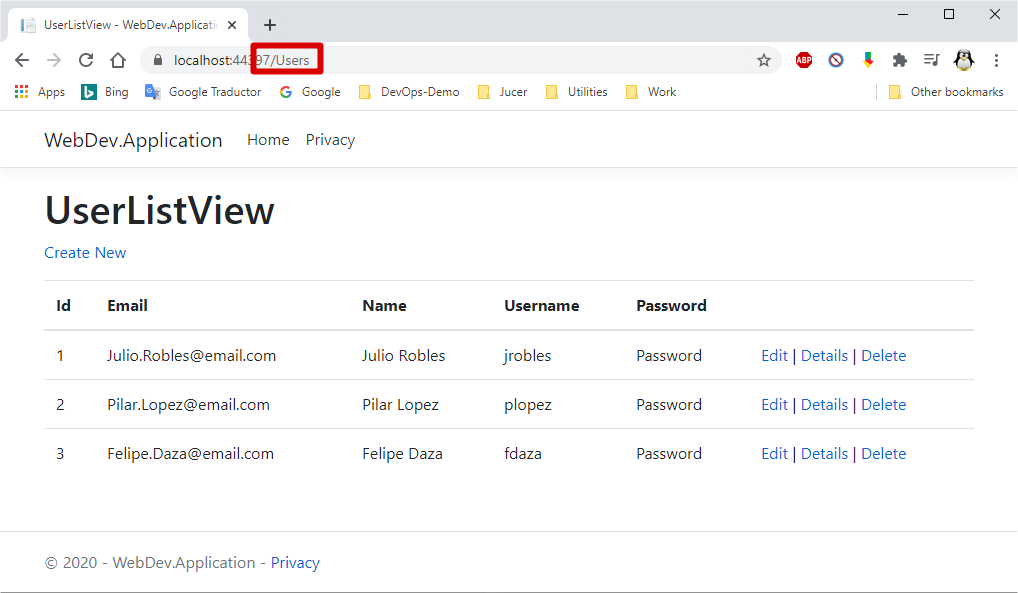 UserListView - WebDev.Applicatic
localhost:44397/Users
ABP
Apps Bing Google Traductor Google DevOps-Demo Jucer Utilities Work Other bookmarks
WebDev.Application Home Privacy
UserListView
Create New
Id Email Name Username Password
1 Julio.Robles@email.com Julio Robles jrobles Password Edit | Details | Delete
2 Pilar.Lopez@email.com Pilar Lopez plopez Password Edit | Details | Delete
3 Felipe.Daza@email.com Felipe Daza fdaza Password Edit | Details | Delete
© 2020 - WebDev.Application - Privacy